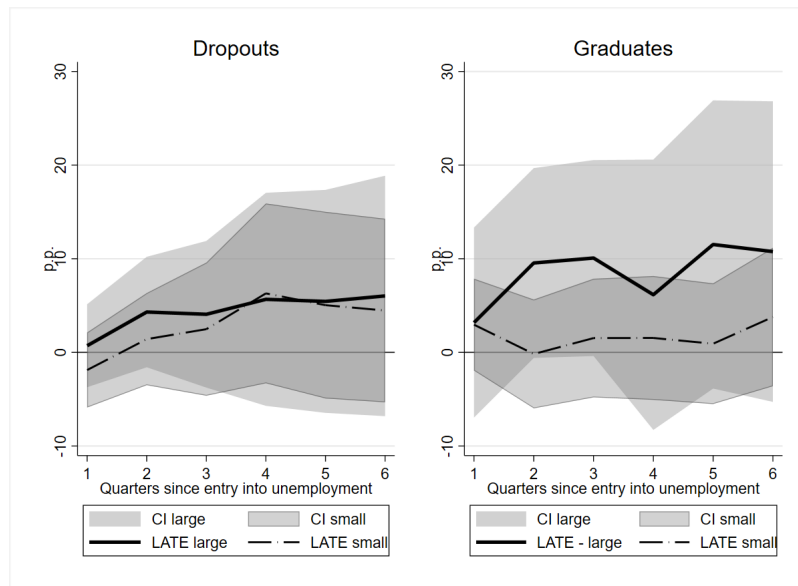 Dropouts
Graduates
30
20
10
0
-10
p.p.
1 2 3 4 5 6
Quarters since entry into unemployment
CI large
CI small
LATE large
LATE small
30
20
10
0
-10
p.p.
1 2 3 4 5 6
Quarters since entry into unemployment
CI large
CI small
LATE - large
LATE small